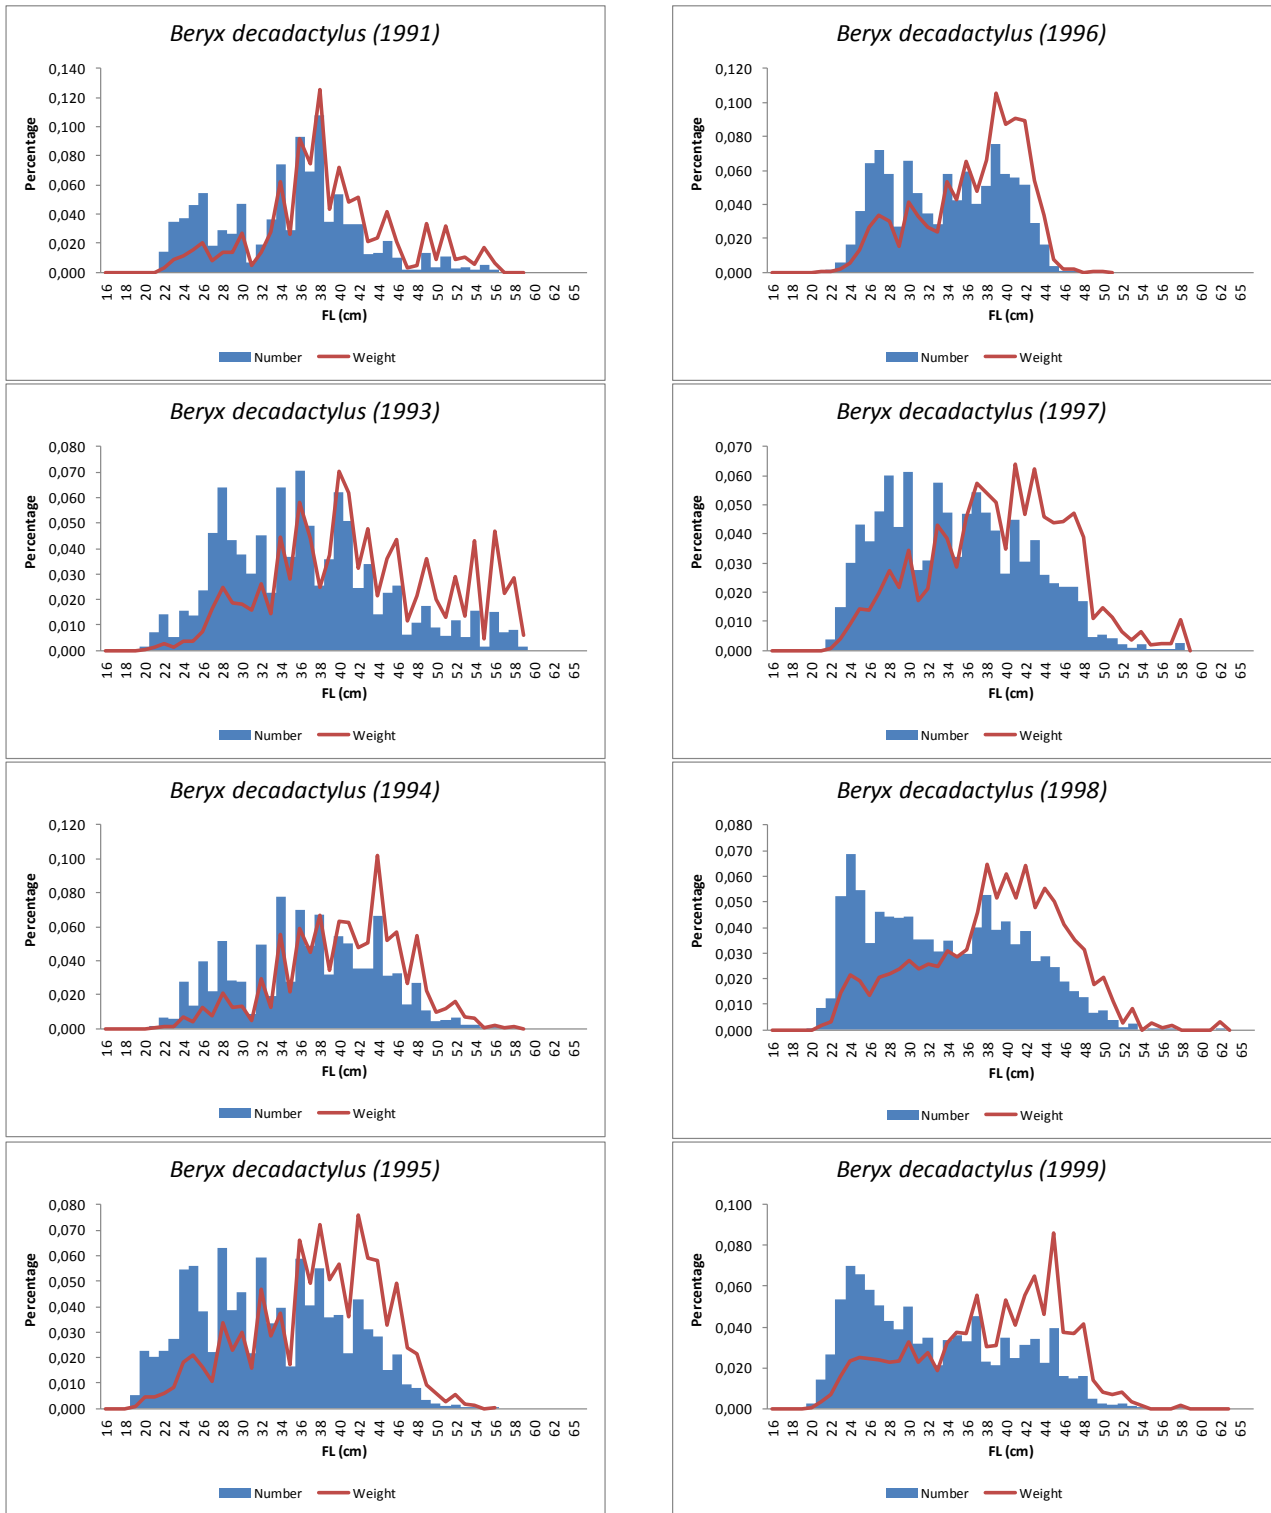 Beryx decadactylus (1991)
0,140
0,120
0,100
0,080
0,060
0,040
0,020
0,000
Percentage
16 18 20 22 24 26 28 30 32 34 36 38 40 42 44 46 48 50 52 54 56 58 60 62 65
FL (cm)
Number Weight
Beryx decadactylus (1993)
0,080
0,070
0,060
0,050
0,040
0,030
0,020
0,010
0,000
Percentage
16 18 20 22 24 26 28 30 32 34 36 38 40 42 44 46 48 50 52 54 56 58 60 62 65
FL (cm)
Number Weight
Beryx decadactylus (1994)
0,120
0,100
0,080
0,060
0,040
0,020
0,000
Percentage
16 18 20 22 24 26 28 30 32 34 36 38 40 42 44 46 48 50 52 54 56 58 60 62 65
FL (cm)
Number Weight
Beryx decadactylus (1995)
0,080
0,070
0,060
0,050
0,040
0,030
0,020
0,010
0,000
Percentage
16 18 20 22 24 26 28 30 32 34 36 38 40 42 44 46 48 50 52 54 56 58 60 62 65
FL (cm)
Number Weight
Beryx decadactylus (1996)
0,120
0,100
0,080
0,060
0,040
0,020
0,000
Percentage
16 18 20 22 24 26 28 30 32 34 36 38 40 42 44 46 48 50 52 54 56 58 60 62 65
FL (cm)
Number Weight
Beryx decadactylus (1997)
0,070
0,060
0,050
0,040
0,030
0,020
0,010
0,000
Percentage
16 18 20 22 24 26 28 30 32 34 36 38 40 42 44 46 48 50 52 54 56 58 60 62 65
FL (cm)
Number Weight
Beryx decadactylus (1998)
0,080
0,070
0,060
0,050
0,040
0,030
0,020
0,010
0,000
Percentage
16 18 20 22 24 26 28 30 32 34 36 38 40 42 44 46 48 50 52 54 56 58 60 62 65
FL (cm)
Number Weight
Beryx decadactylus (1999)
0,100
0,080
0,060
0,040
0,020
0,000
Percentage
16 18 20 22 24 26 28 30 32 34 36 38 40 42 44 46 48 50 52 54 56 58 60 62 65
FL (cm)
Number Weight